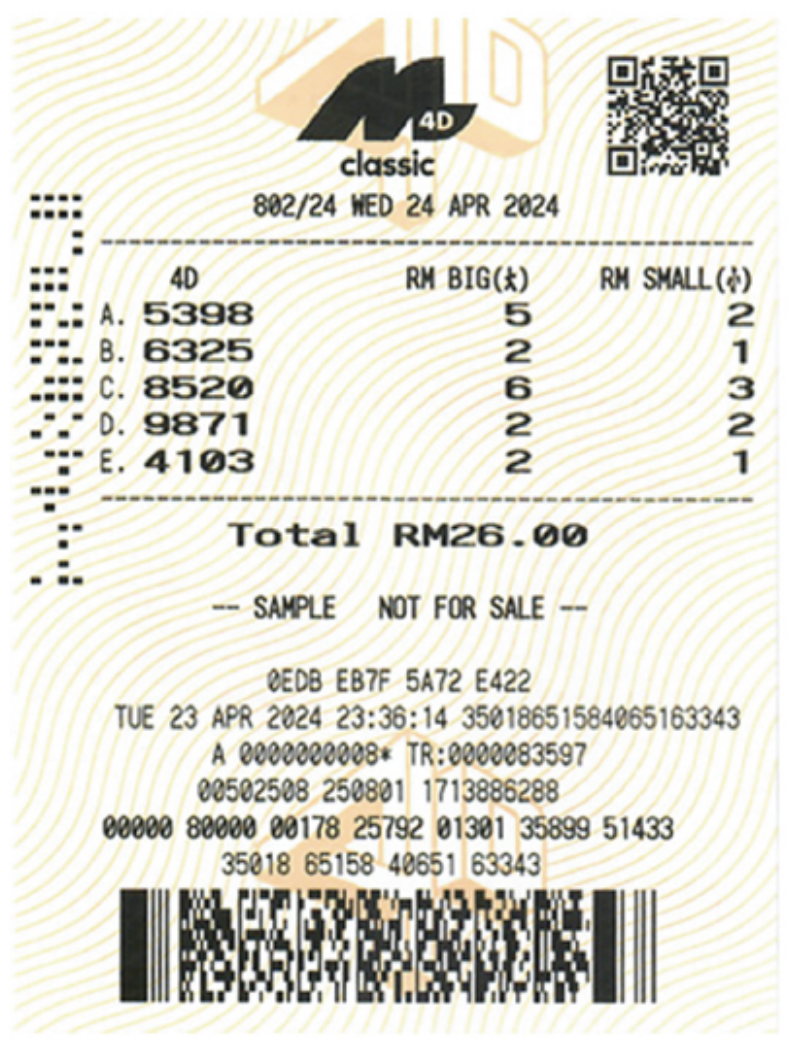 4D
classic
802/24 WED 24 APR 2024
4D RM BIG(大) RM SMALL(小)
A. 5398 5 2
B. 6325 2 1
C. 8520 6 3
D. 9871 2 2
E. 4103 2 1
Total RM26.00
-- SAMPLE NOT FOR SALE --
0EDB EB7F 5A72 E422
TUE 23 APR 2024 23:36:14 35018651584065163343
A 0000000008* TR:0000083597
00502508 250801 1713886288
00000 80000 00178 25792 01301 35899 51433
35018 65158 40651 63343